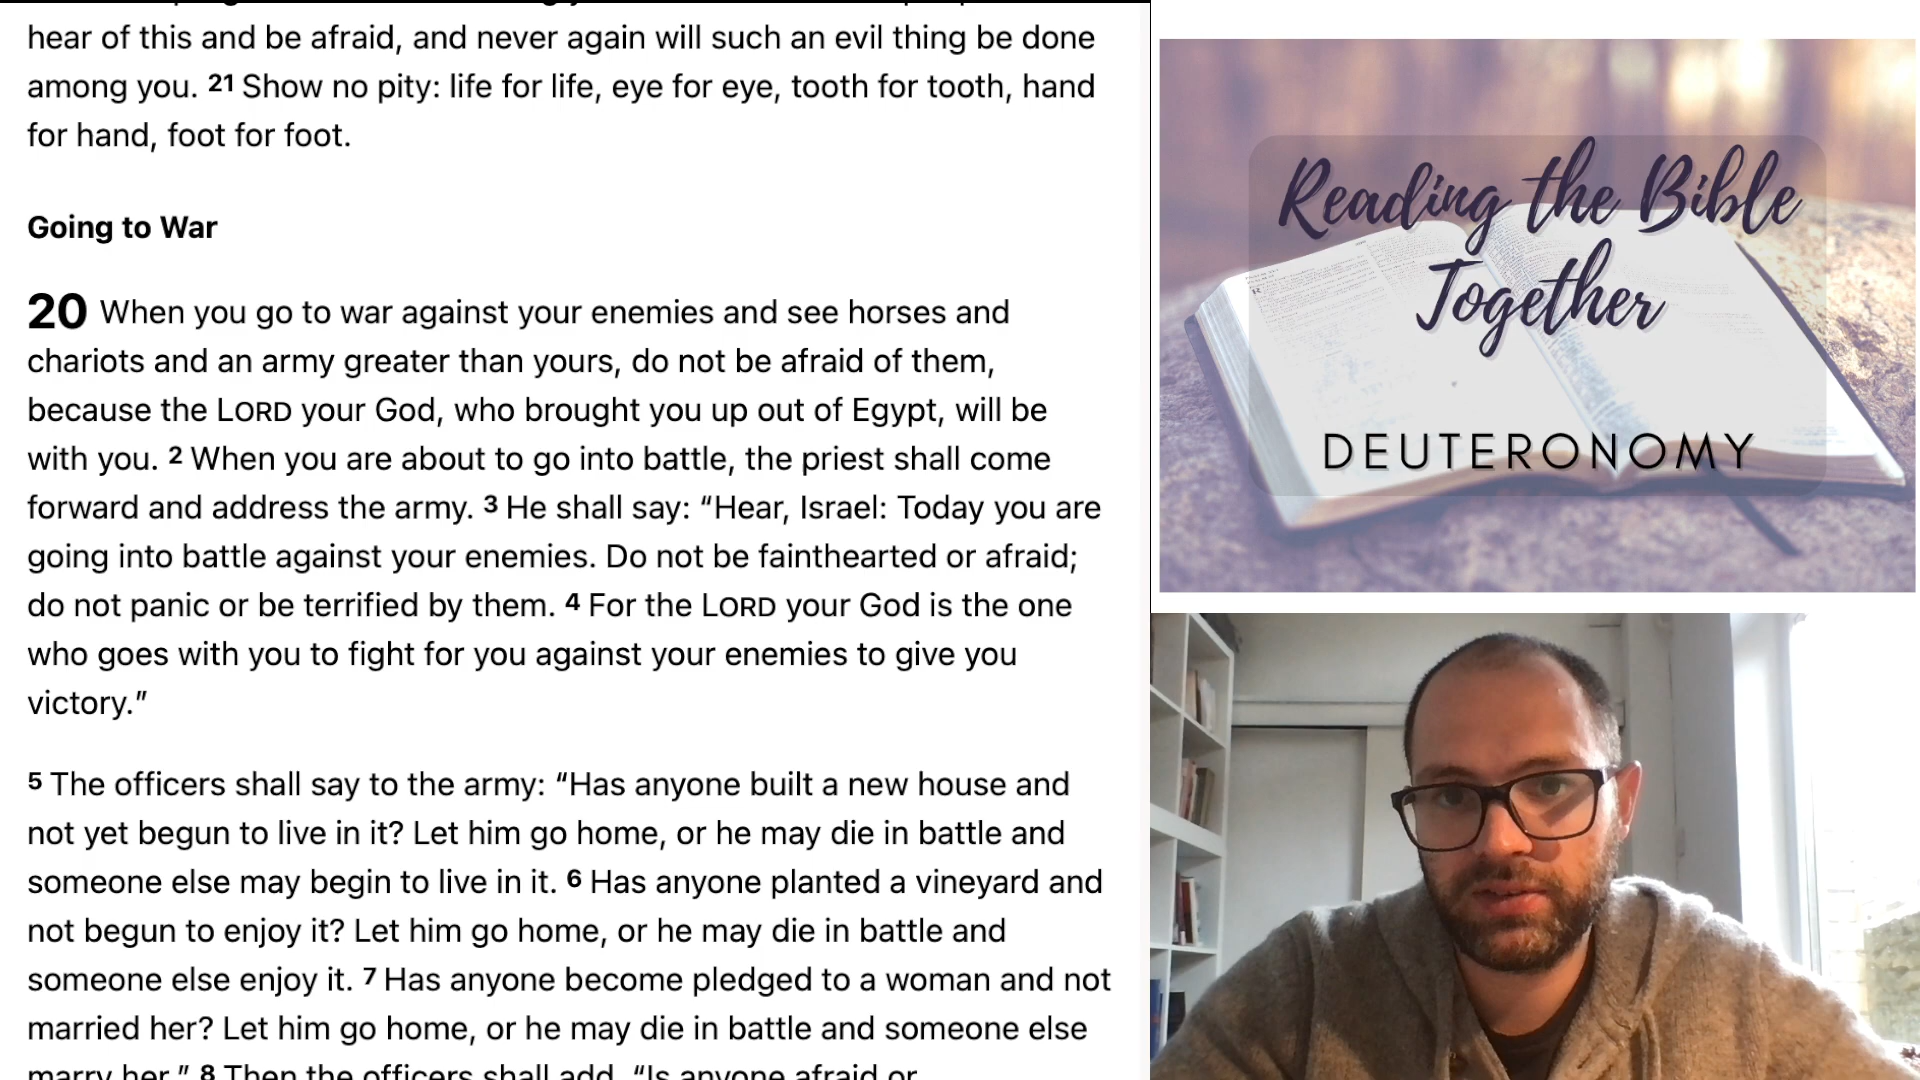 hear of this and be afraid, and never again will such an evil thing be done
among you. 21 Show no pity: life for life, eye for eye, tooth for tooth, hand
for hand, foot for foot.
Going to War
20 When you go to war against your enemies and see horses and
chariots and an army greater than yours, do not be afraid of them,
because the LORD your God, who brought you up out of Egypt, will be
with you. 2 When you are about to go into battle, the priest shall come
forward and address the army. 3 He shall say: “Hear, Israel: Today you are
going into battle against your enemies. Do not be fainthearted or afraid;
do not panic or be terrified by them. 4 For the LORD your God is the one
who goes with you to fight for you against your enemies to give you
victory.”
5 The officers shall say to the army: “Has anyone built a new house and
not yet begun to live in it? Let him go home, or he may die in battle and
someone else may begin to live in it. 6 Has anyone planted a vineyard and
not begun to enjoy it? Let him go home, or he may die in battle and
someone else enjoy it. 7 Has anyone become pledged to a woman and not
married her? Let him go home, or he may die in battle and someone else
marry her.” 8 Then the officers shall add, “Is anyone afraid or
Reading the Bible
Together
DEUTERONOMY